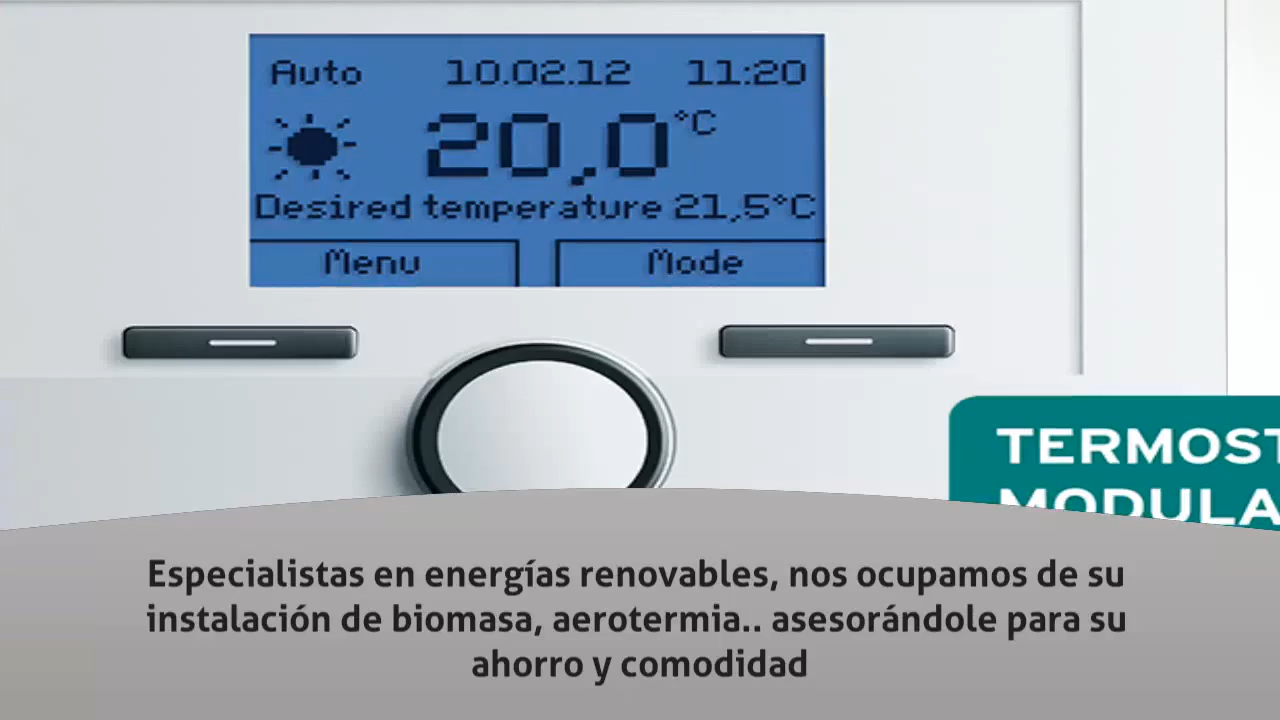 Auto 10.02.12 11:20
20,0 °C
Desired temperature 21,5°C
Menu Mode
TERMOST
MODULA
Especialistas en energías renovables, nos ocupamos de su
instalación de biomasa, aerotermia.. asesorándole para su
ahorro y comodidad